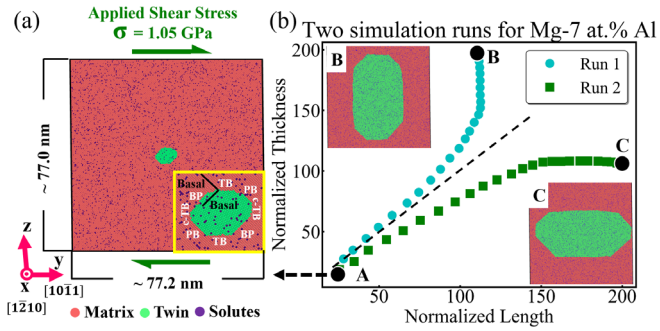 (a)
Applied Shear Stress
σ = 1.05 GPa
~ 77.0 nm
Basal
TB
PB
BP
Basal
c-TB
c-TB
PB
BP
TB
z
y
x
[101̄1]
[12̄10]
~ 77.2 nm
Matrix
Twin
Solutes
(b)
Two simulation runs for Mg-7 at.% Al
Normalized Thickness
200
150
100
50
B
B
Run 1
Run 2
C
C
A
50
100
150
200
Normalized Length